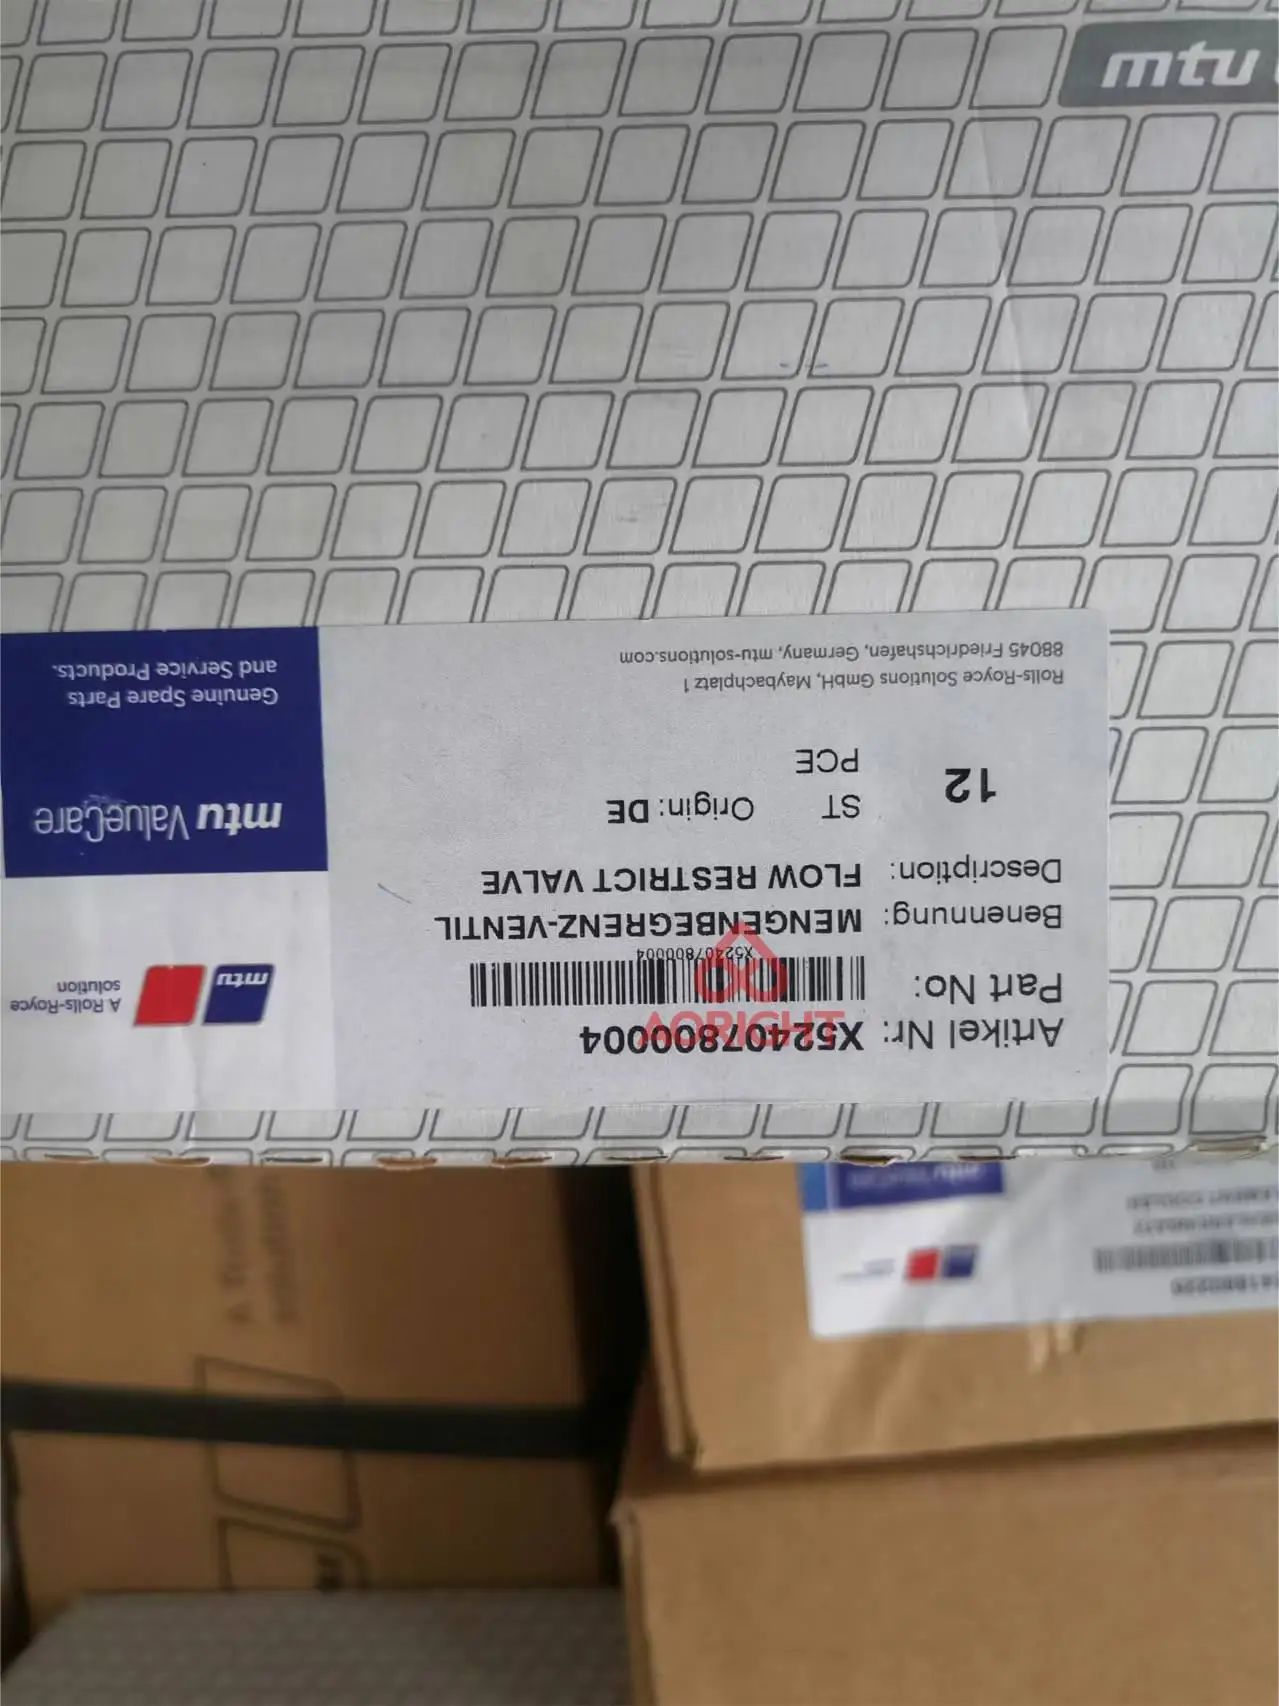 mtu
Artikel Nr: X52407800004
Part No:
X52407800004
Benennung: MENGENBEGRENZ-VENTIL
Description: FLOW RESTRICT VALVE
12 ST Origin: DE
PCE
Rolls-Royce Solutions GmbH, Maybachplatz 1
88045 Friedrichshafen, Germany, mtu-solutions.com
mtu
A Rolls-Royce
solution
mtu ValueCare
Genuine Spare Parts
and Service Products.
AORIGHT